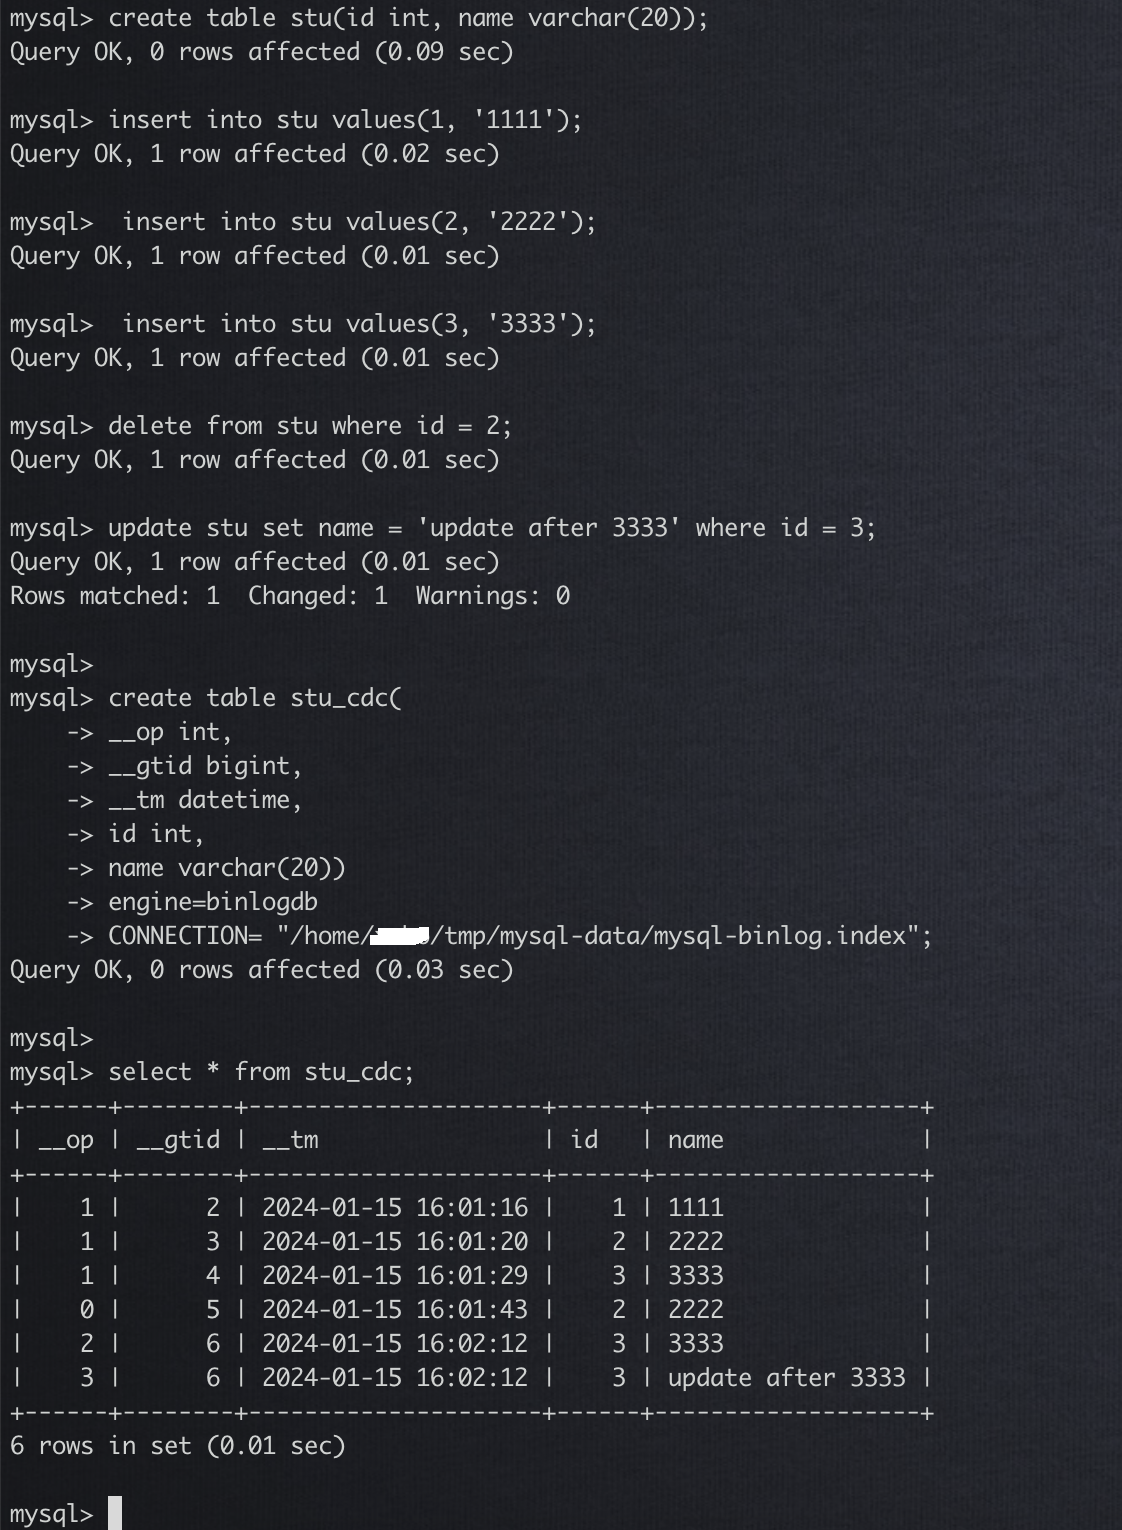 mysql> create table stu(id int, name varchar(20));
Query OK, 0 rows affected (0.09 sec)
mysql> insert into stu values(1, '1111');
Query OK, 1 row affected (0.02 sec)
mysql>  insert into stu values(2, '2222');
Query OK, 1 row affected (0.01 sec)
mysql>  insert into stu values(3, '3333');
Query OK, 1 row affected (0.01 sec)
mysql> delete from stu where id = 2;
Query OK, 1 row affected (0.01 sec)
mysql> update stu set name = 'update after 3333' where id = 3;
Query OK, 1 row affected (0.01 sec)
Rows matched: 1  Changed: 1  Warnings: 0
mysql>
mysql> create table stu_cdc(
    -> __op int,
    -> __gtid bigint,
    -> __tm datetime,
    -> id int,
    -> name varchar(20))
    -> engine=binlogdb
    -> CONNECTION= "/home/ /tmp/mysql-data/mysql-binlog.index";
Query OK, 0 rows affected (0.03 sec)
mysql>
mysql> select * from stu_cdc;
+------+--------+---------------------+------+-------------------+
| __op | __gtid | __tm                | id   | name              |
+------+--------+---------------------+------+-------------------+
|    1 |      2 | 2024-01-15 16:01:16 |    1 | 1111              |
|    1 |      3 | 2024-01-15 16:01:20 |    2 | 2222              |
|    1 |      4 | 2024-01-15 16:01:29 |    3 | 3333              |
|    0 |      5 | 2024-01-15 16:01:43 |    2 | 2222              |
|    2 |      6 | 2024-01-15 16:02:12 |    3 | 3333              |
|    3 |      6 | 2024-01-15 16:02:12 |    3 | update after 3333 |
+------+--------+---------------------+------+-------------------+
6 rows in set (0.01 sec)
mysql>